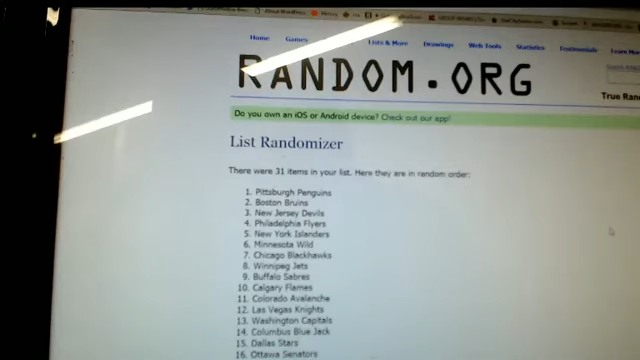 Home Games Lists & More Drawings Web Tools Statistics Testimonials Learn More
RANDOM.ORG
True Ran
Do you own an iOS or Android device? Check out our app!
List Randomizer
There were 31 items in your list. Here they are in random order:
1. Pittsburgh Penguins
2. Boston Bruins
3. New Jersey Devils
4. Philadelphia Flyers
5. New York Islanders
6. Minnesota Wild
7. Chicago Blackhawks
8. Winnipeg Jets
9. Buffalo Sabres
10. Calgary Flames
11. Colorado Avalanche
12. Las Vegas Knights
13. Washington Capitals
14. Columbus Blue Jack
15. Dallas Stars
16. Ottawa Senators